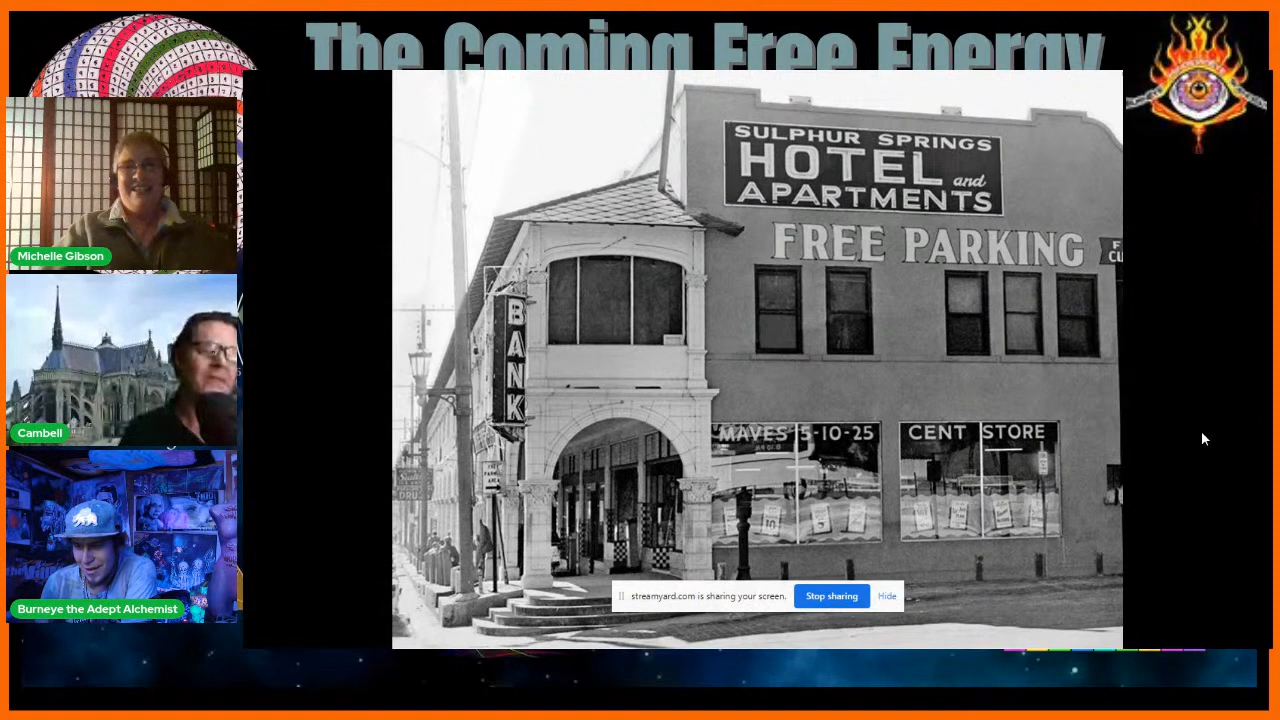 The Coming Free Energy
Michelle Gibson
Cambell
Burneye the Adept Alchemist
SULPHUR SPRINGS
HOTEL and
APARTMENTS
FREE PARKING
BANK
MAVES 5-10-25 CENT STORE
DRUGS
streamyard.com is sharing your screen.
Stop sharing
Hide